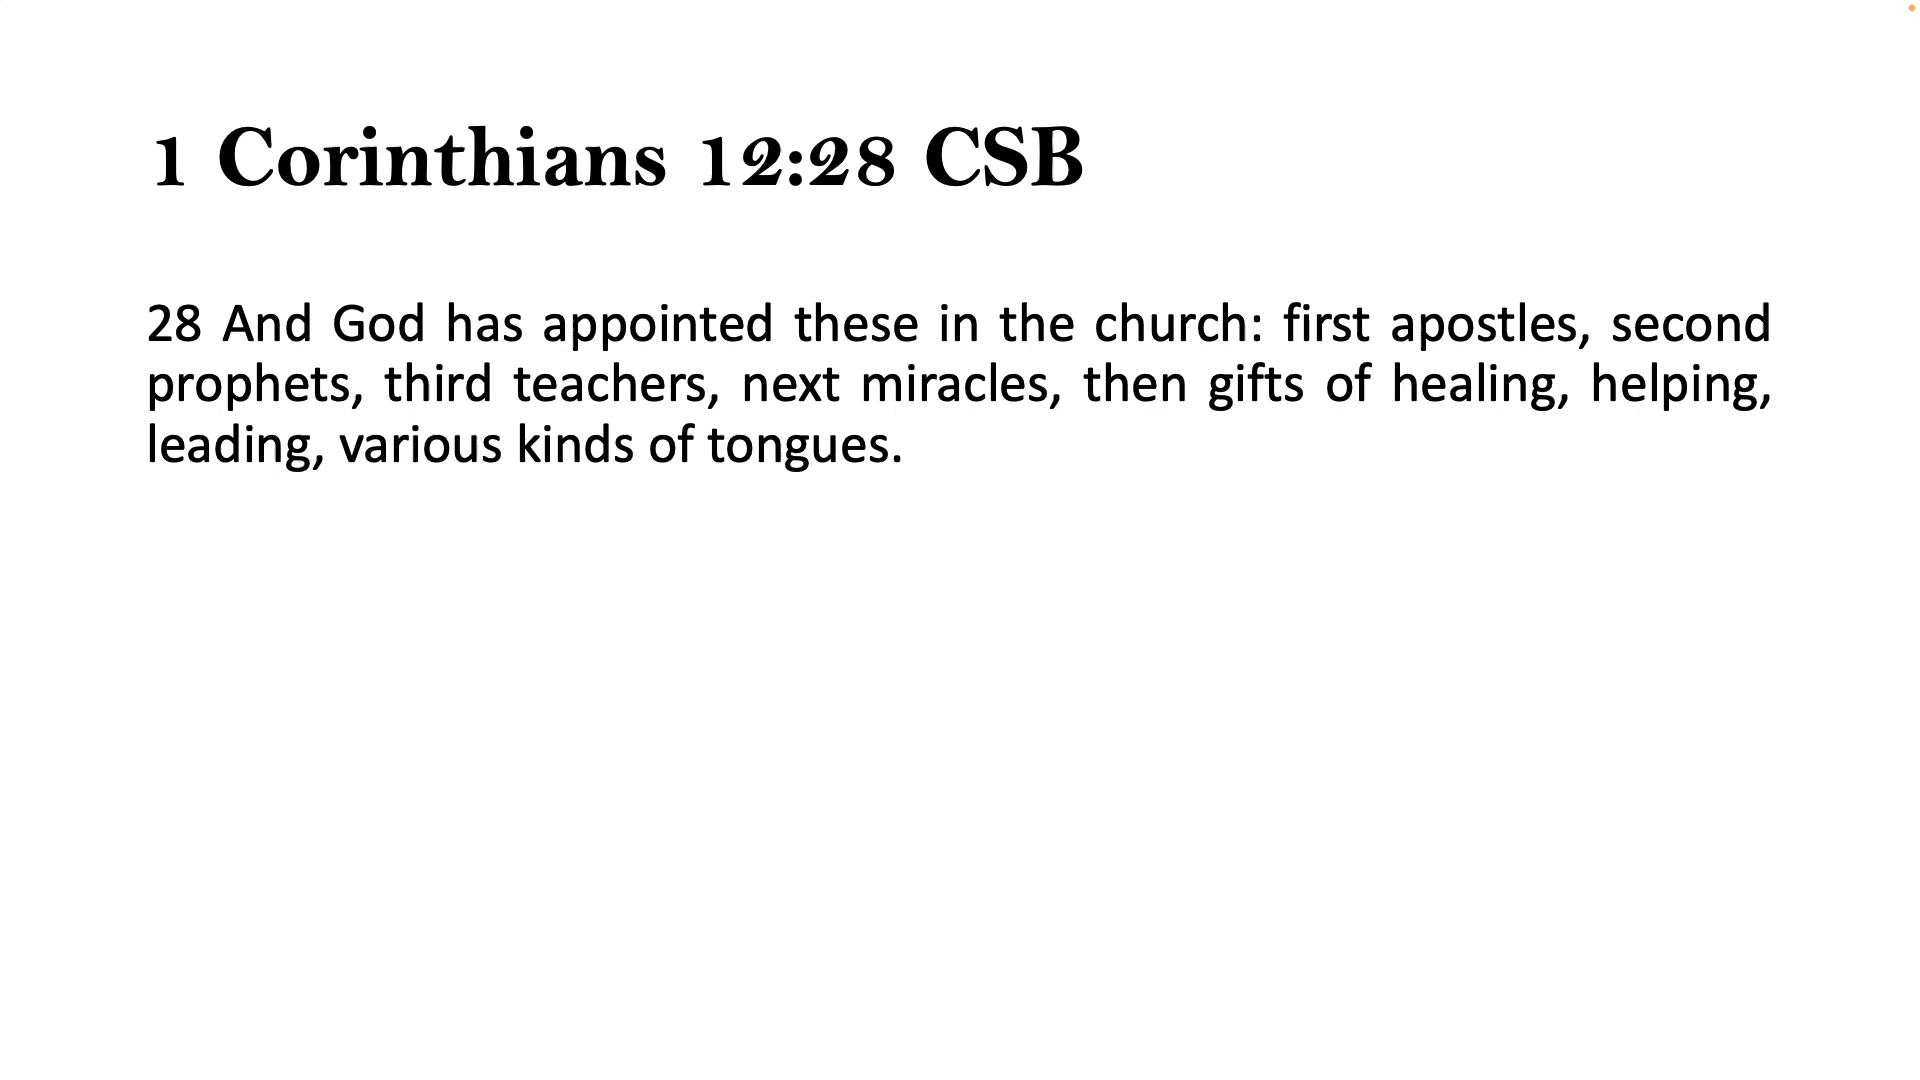 1 Corinthians 12:28 CSB
28 And God has appointed these in the church: first apostles, second
prophets, third teachers, next miracles, then gifts of healing, helping,
leading, various kinds of tongues.